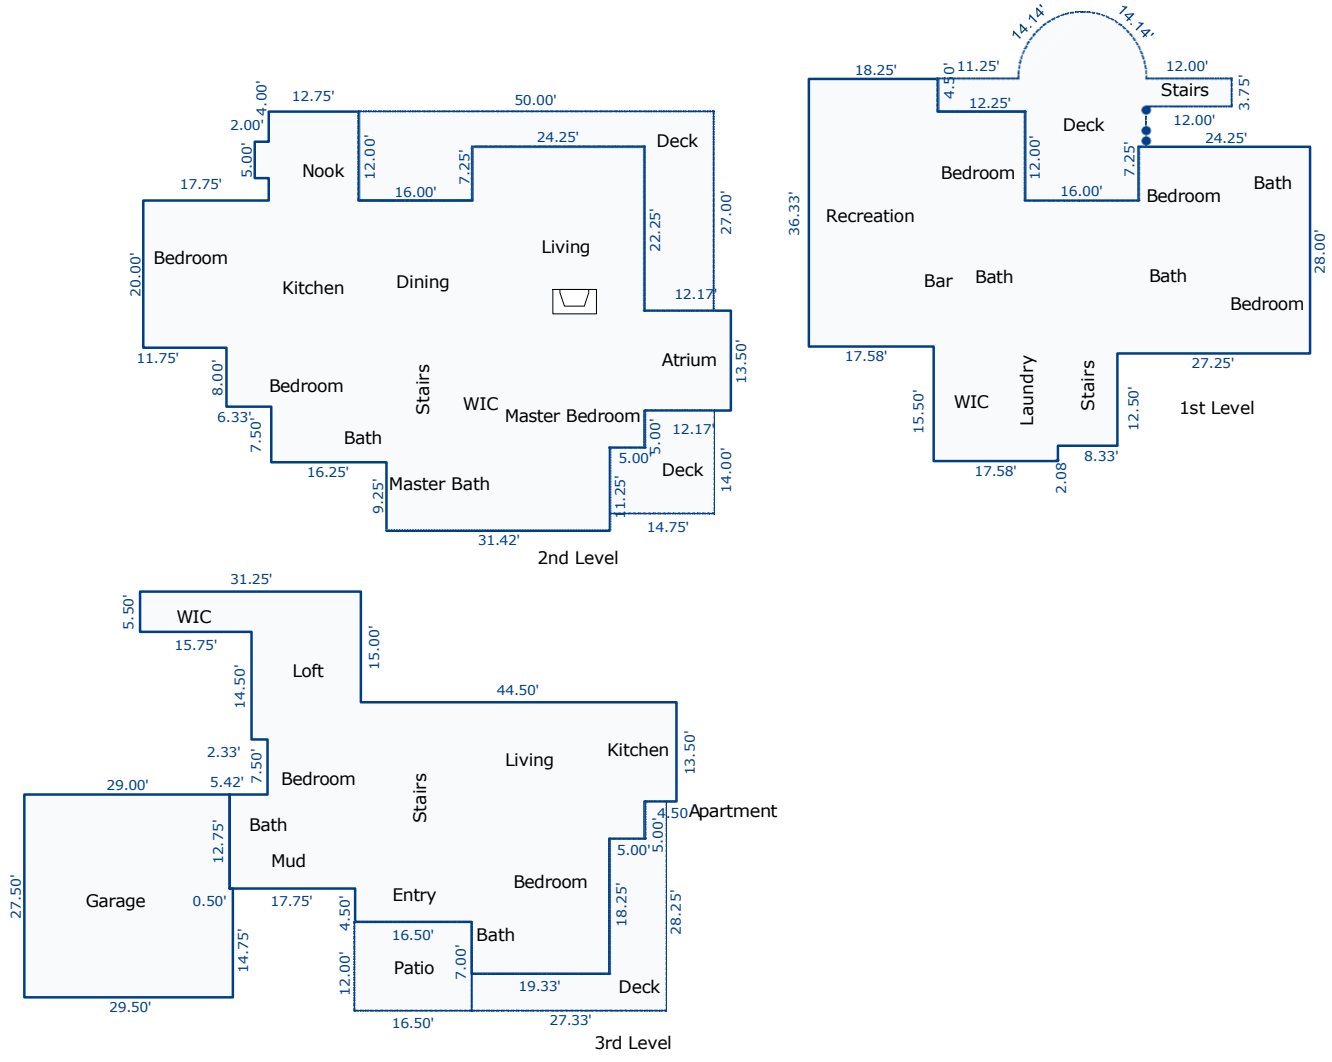 14.14'
14.14'
18.25'
4.50'
11.25'
12.00'
Stairs
3.75'
12.25'
12.00'
Deck
24.25'
12.00'
7.25'
16.00'
Bedroom
Bedroom
Bath
36.33'
Recreation
Bar
Bath
Bath
Bedroom
28.00'
17.58'
27.25'
15.50'
WIC
Laundry
Stairs
12.50'
1st Level
17.58'
2.08'
8.33'
4.00'
12.75'
50.00'
2.00'
5.00'
Nook
12.00'
7.25'
24.25'
Deck
17.75'
16.00'
22.25'
27.00'
Bedroom
Living
20.00'
Kitchen
Dining
12.17'
11.75'
8.00'
Atrium
13.50'
Bedroom
Stairs
WIC
Master Bedroom
6.33'
7.50'
Bath
5.00'
12.17'
5.00'
16.25'
9.25'
Master Bath
11.25'
Deck
14.00'
31.42'
14.75'
2nd Level
31.25'
5.50'
WIC
15.75'
15.00'
14.50'
Loft
44.50'
2.33'
7.50'
Living
Kitchen
13.50'
29.00'
5.42'
Bedroom
Stairs
4.50'
Apartment
12.75'
Bath
Mud
5.00'
5.00'
27.50'
Garage
0.50'
17.75'
Entry
Bedroom
4.50'
18.25'
28.25'
14.75'
16.50'
Bath
12.00'
Patio
7.00'
19.33'
Deck
29.50'
16.50'
27.33'
3rd Level